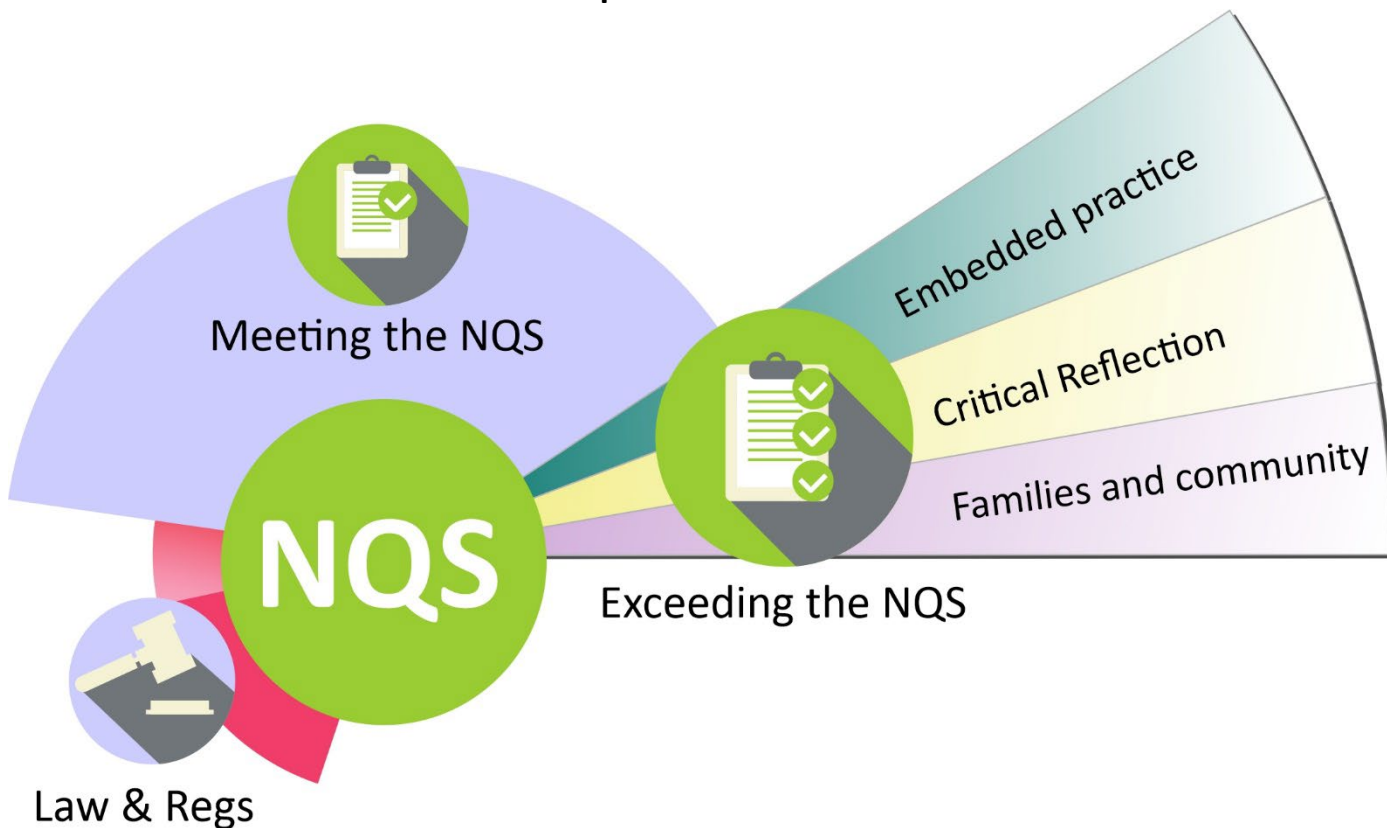 Meeting the NQS
Embedded practice
Critical Reflection
Families and community
NQS
Exceeding the NQS
Law & Regs